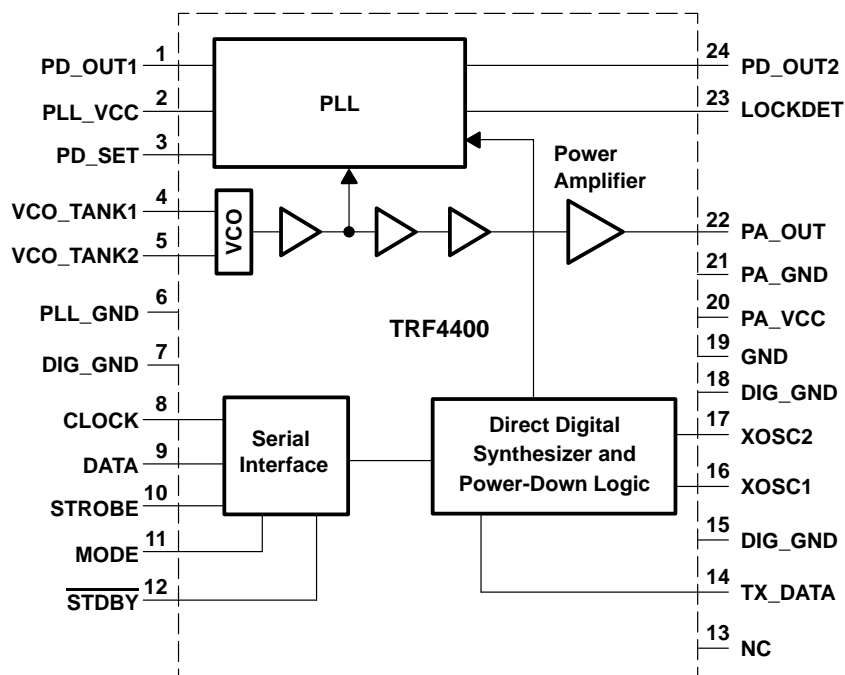 1
PD_OUT1
2
PLL_VCC
3
PD_SET
4
VCO_TANK1
5
VCO_TANK2
6
PLL_GND
7
DIG_GND
8
CLOCK
9
DATA
10
STROBE
11
MODE
12
STDBY
PLL
VCO
Power
Amplifier
TRF4400
Serial
Interface
Direct Digital
Synthesizer and
Power-Down Logic
24
PD_OUT2
23
LOCKDET
22
PA_OUT
21
PA_GND
20
PA_VCC
19
GND
18
DIG_GND
17
XOSC2
16
XOSC1
15
DIG_GND
14
TX_DATA
13
NC